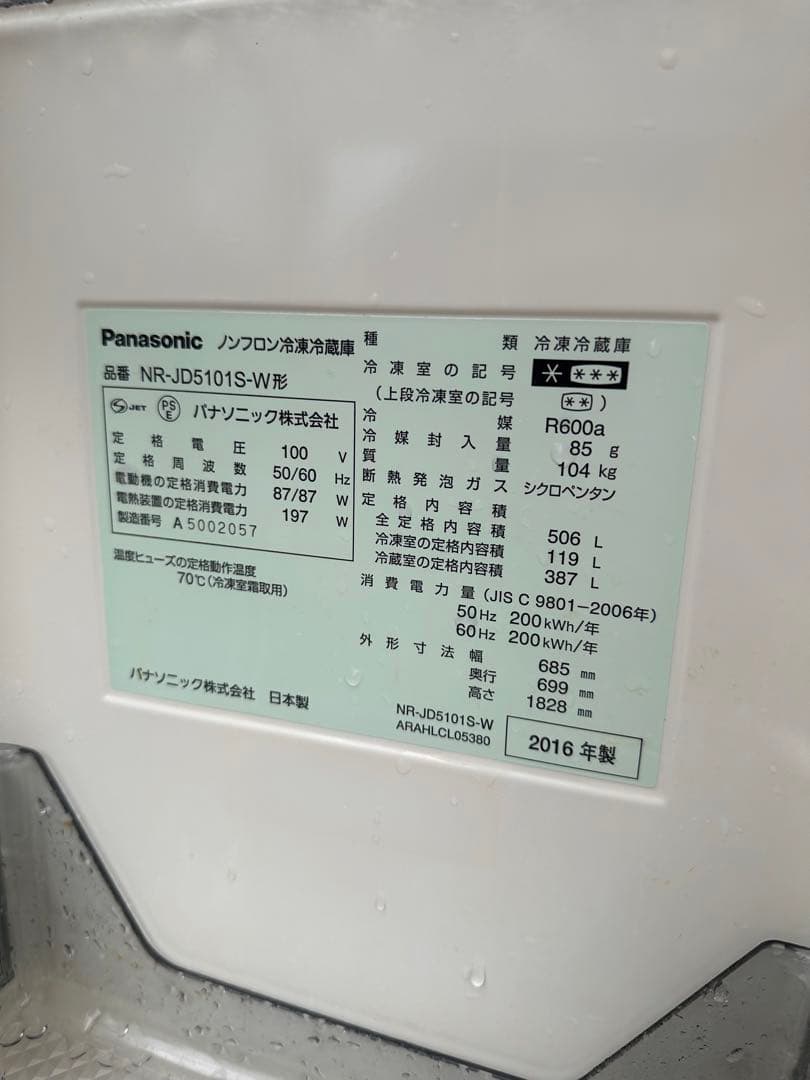 Panasonic ノンフロン冷凍冷蔵庫
品番 NR-JD5101S-W形
JET PS E パナソニック株式会社
定格電圧 100 V
定格周波数 50/60 Hz
電動機の定格消費電力 87/87 W
電熱装置の定格消費電力 197 W
製造番号 A5002057
温度ヒューズの定格動作温度
70℃(冷凍室霜取用)
パナソニック株式会社 日本製
種類 冷凍冷蔵庫
冷凍室の記号 * ***
(上段冷凍室の記号 ** )
冷媒 R600a
冷媒封入量 85 g
質量 104 kg
断熱発泡ガス シクロペンタン
定格内容積
全定格内容積 506 L
冷凍室の定格内容積 119 L
冷蔵室の定格内容積 387 L
消費電力量 (JIS C 9801-2006年)
50Hz 200kWh/年
60Hz 200kWh/年
外形寸法 幅 685 mm
奥行 699 mm
高さ 1828 mm
NR-JD5101S-W
ARAHLCL05380
2016年製